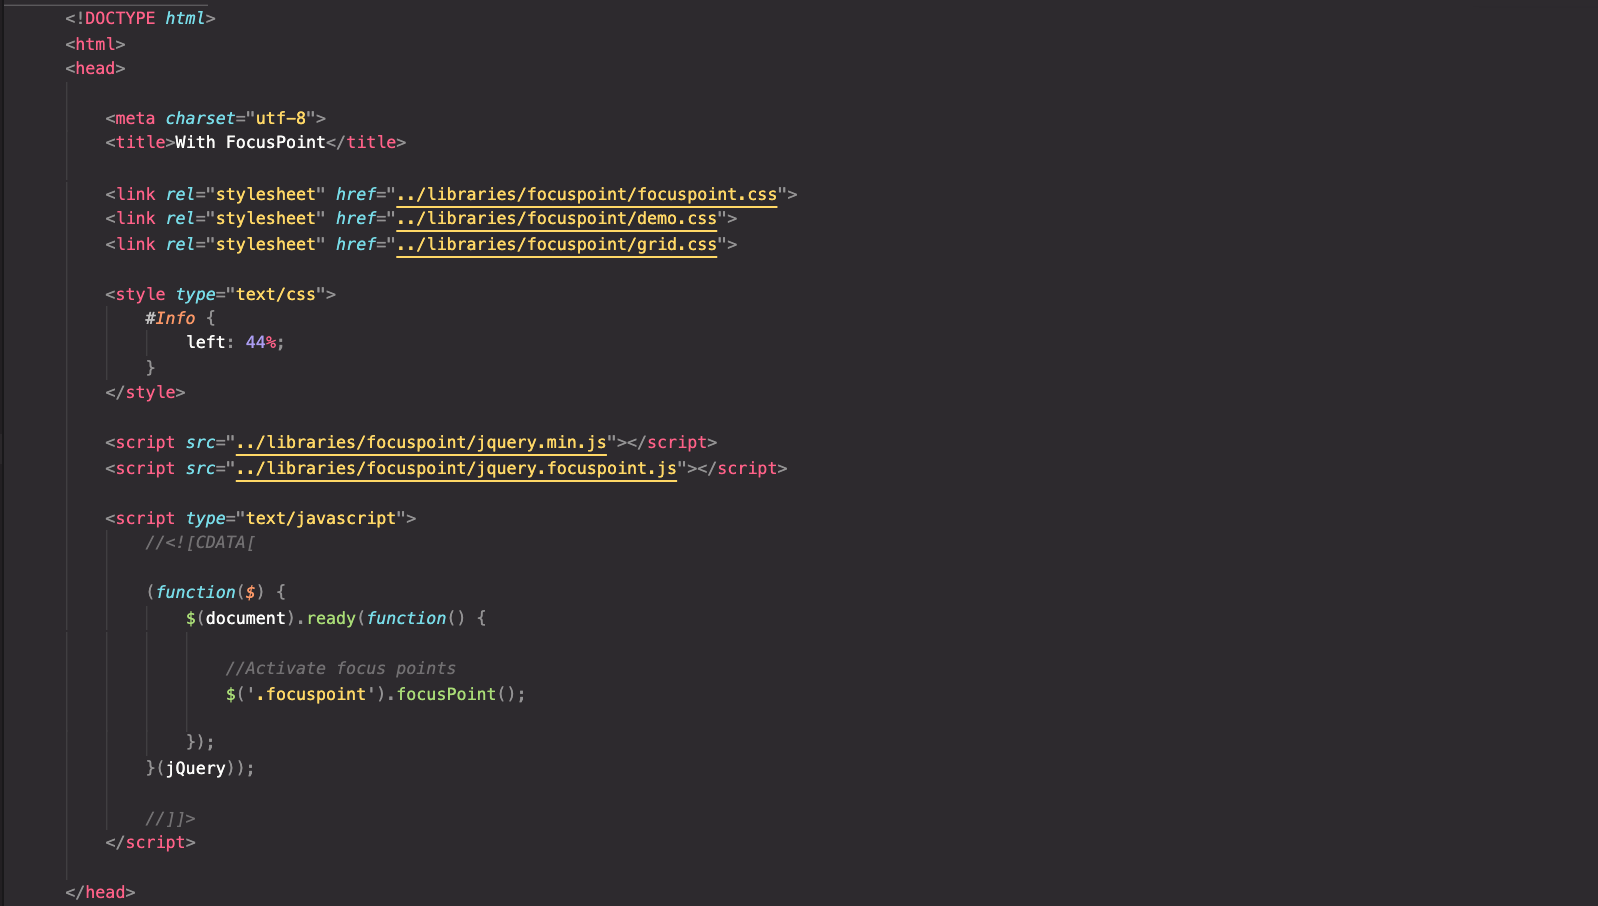 <!DOCTYPE html>
<html>
<head>
<meta charset="utf-8">
<title>With FocusPoint</title>
<link rel="stylesheet" href="../libraries/focuspoint/focuspoint.css">
<link rel="stylesheet" href="../libraries/focuspoint/demo.css">
<link rel="stylesheet" href="../libraries/focuspoint/grid.css">
<style type="text/css">
#Info {
left: 44%;
}
</style>
<script src="../libraries/focuspoint/jquery.min.js"></script>
<script src="../libraries/focuspoint/jquery.focuspoint.js"></script>
<script type="text/javascript">
//<![CDATA[
(function($) {
$(document).ready(function() {
//Activate focus points
$('.focuspoint').focusPoint();
});
}(jQuery));
//]]>
</script>
</head>